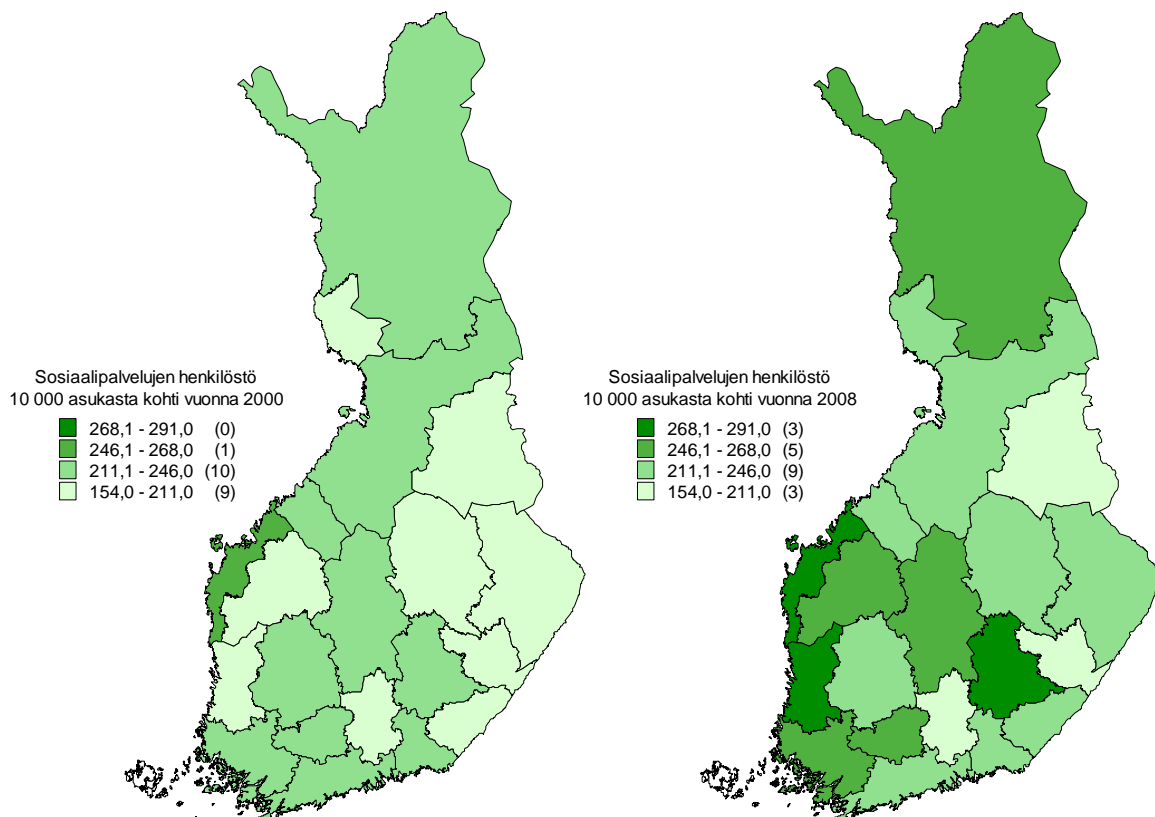 Sosiaalipalvelujen henkilöstö
10 000 asukasta kohti vuonna 2000
268,1 - 291,0 (0)
246,1 - 268,0 (1)
211,1 - 246,0 (10)
154,0 - 211,0 (9)
Sosiaalipalvelujen henkilöstö
10 000 asukasta kohti vuonna 2008
268,1 - 291,0 (3)
246,1 - 268,0 (5)
211,1 - 246,0 (9)
154,0 - 211,0 (3)